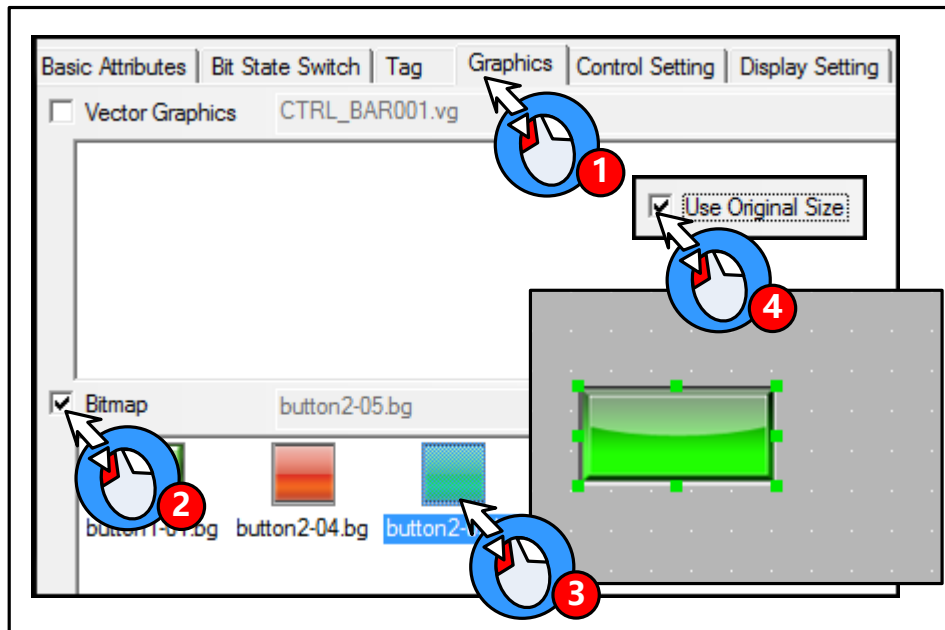 Basic Attributes Bit State Switch Tag Graphics Control Setting Display Setting
Vector Graphics CTRL_BAR001.vg
1
Use Original Size
4
Bitmap button2-05.bg
2
button2-04.bg
3